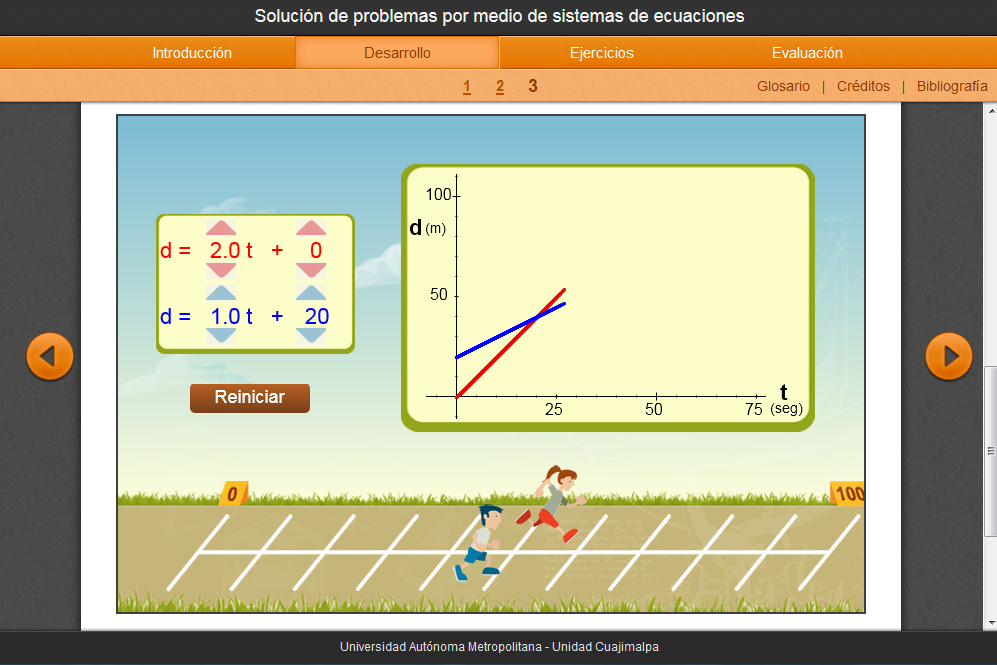 Solución de problemas por medio de sistemas de ecuaciones
Introducción Desarrollo Ejercicios Evaluación
1 2 3 Glosario | Créditos | Bibliografía
d = 2.0 t + 0
d = 1.0 t + 20
Reiniciar
100
d (m)
50
25 50 75
t
(seg)
0 100
Universidad Autónoma Metropolitana - Unidad Cuajimalpa